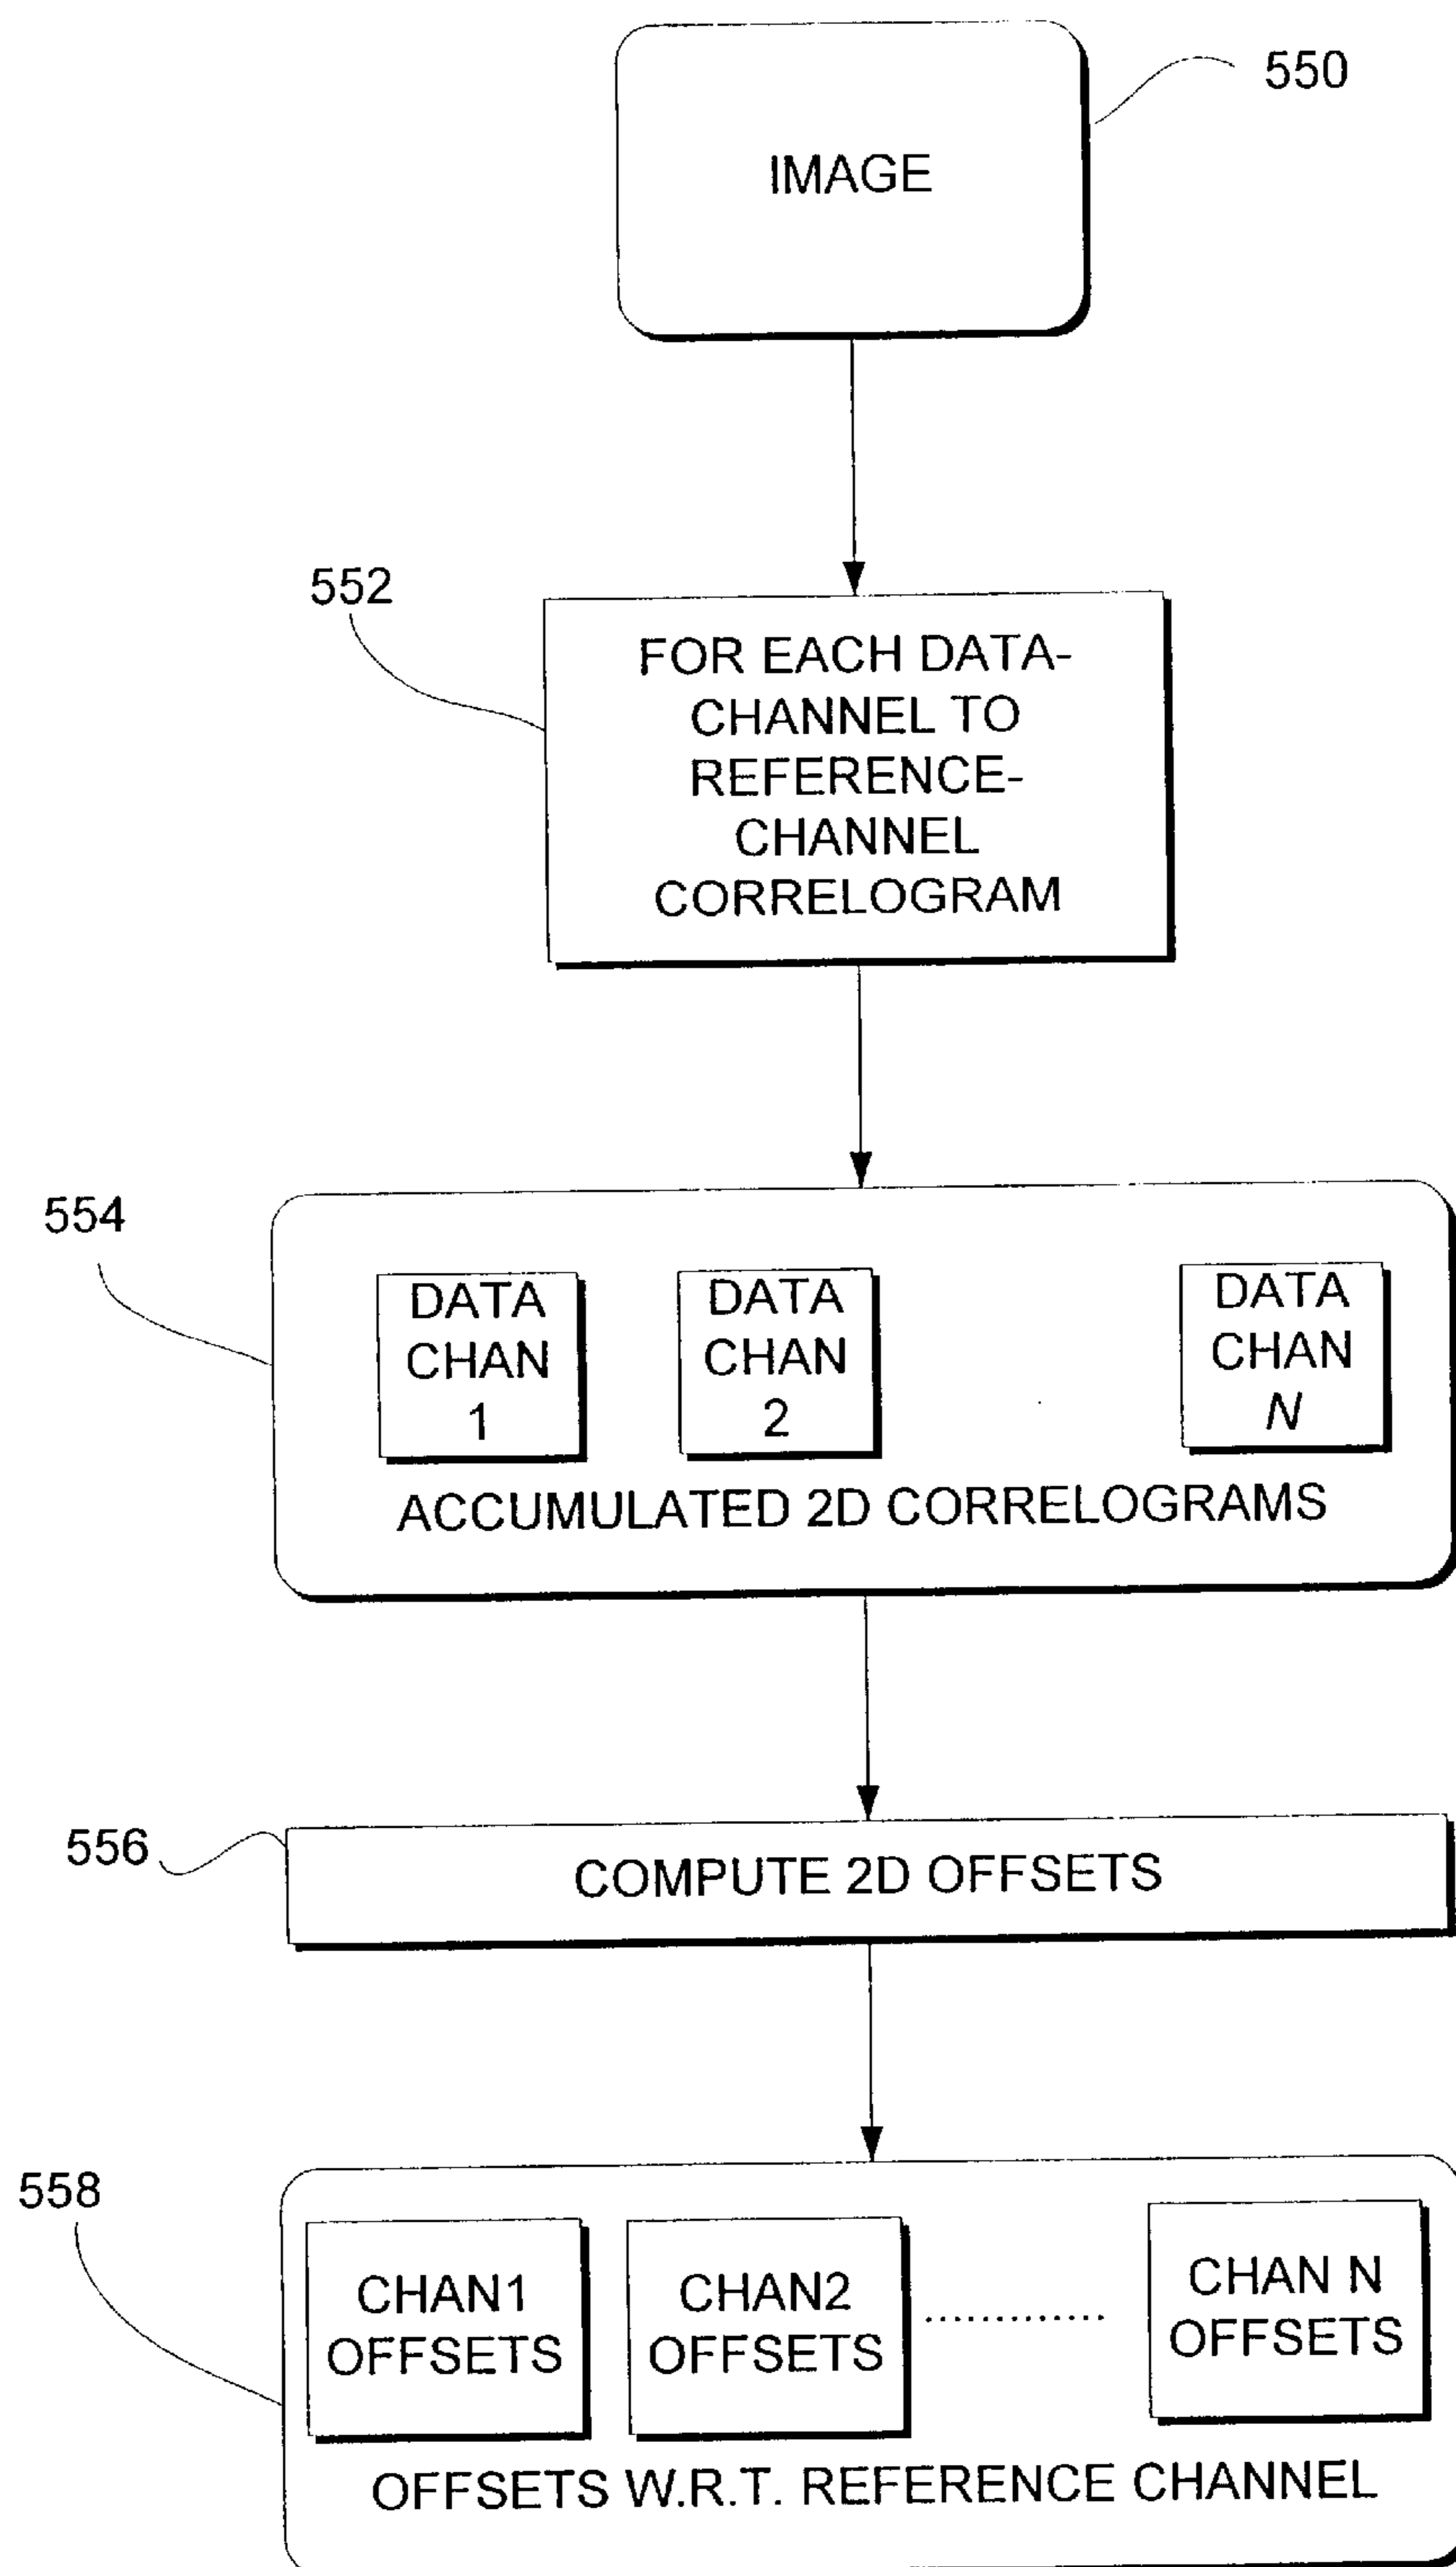 550
IMAGE
552
FOR EACH DATA-
CHANNEL TO
REFERENCE-
CHANNEL
CORRELOGRAM
554
DATA
CHAN
1
DATA
CHAN
2
DATA
CHAN
N
ACCUMULATED 2D CORRELOGRAMS
556
COMPUTE 2D OFFSETS
558
CHAN1
OFFSETS
CHAN2
OFFSETS
CHAN N
OFFSETS
OFFSETS W.R.T. REFERENCE CHANNEL